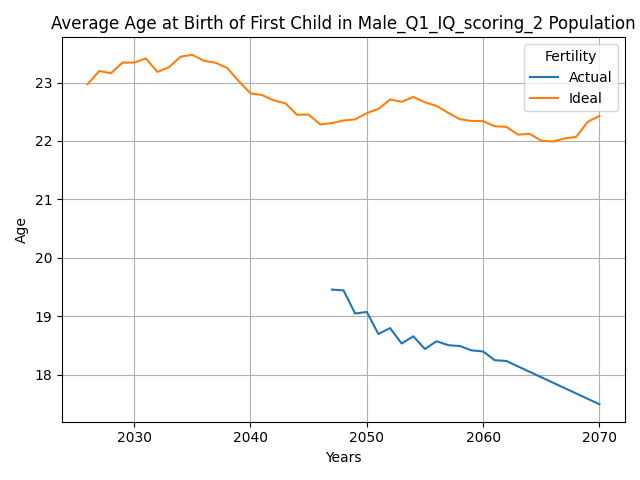 Average Age at Birth of First Child in Male_Q1_IQ_scoring_2 Population
Fertility
Actual
Ideal
23
22
21
20
19
18
Age
2030
2040
2050
2060
2070
Years